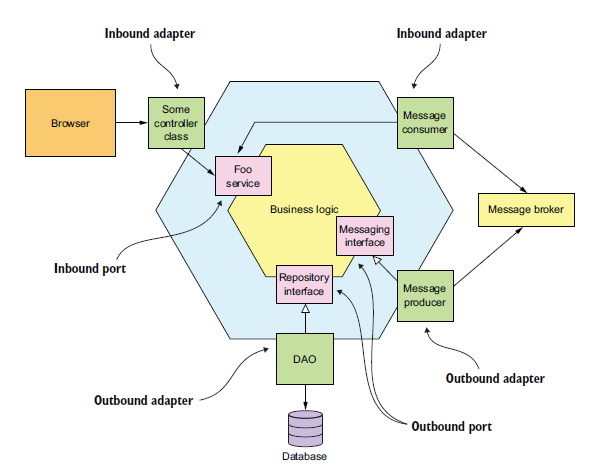 Inbound adapter
Inbound adapter
Browser
Some
controller
class
Message
consumer
Foo
service
Business logic
Message broker
Messaging
interface
Inbound port
Repository
interface
Message
producer
DAO
Outbound adapter
Outbound adapter
Outbound port
Database